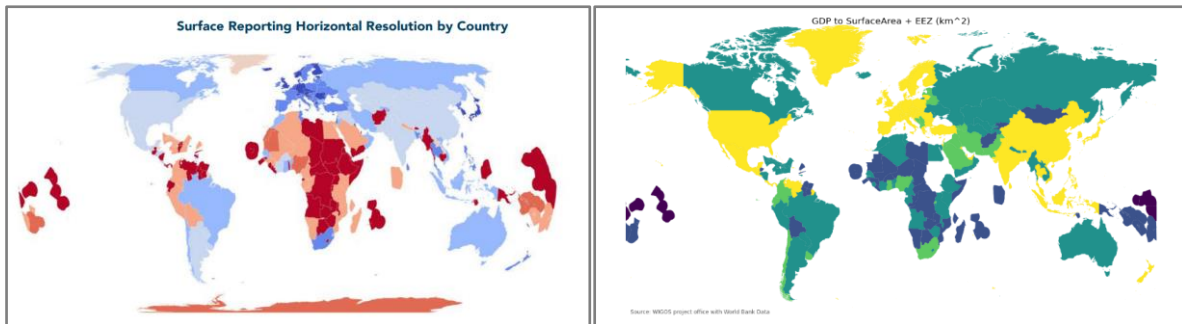 Surface Reporting Horizontal Resolution by Country
GDP to SurfaceArea + EEZ (km^2)
Source: WIGOS project office with World Bank Data